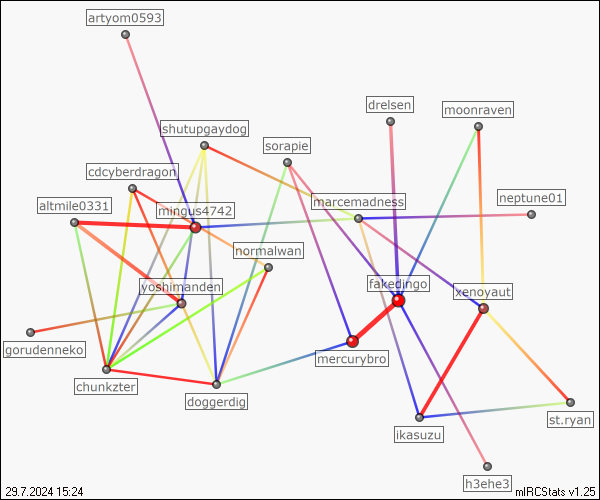 artyom0593
drelsen
moonraven
shutupgaydog
sorapie
cdcyberdragon
neptune01
marcemadness
altmile0331
mingus4742
normalwan
fakedingo
yoshimanden
xenoyaut
gorudenneko
mercurybro
chunkzter
doggerdig
st.ryan
ikasuzu
h3ehe3
29.7.2024 15:24
mIRCStats v1.25